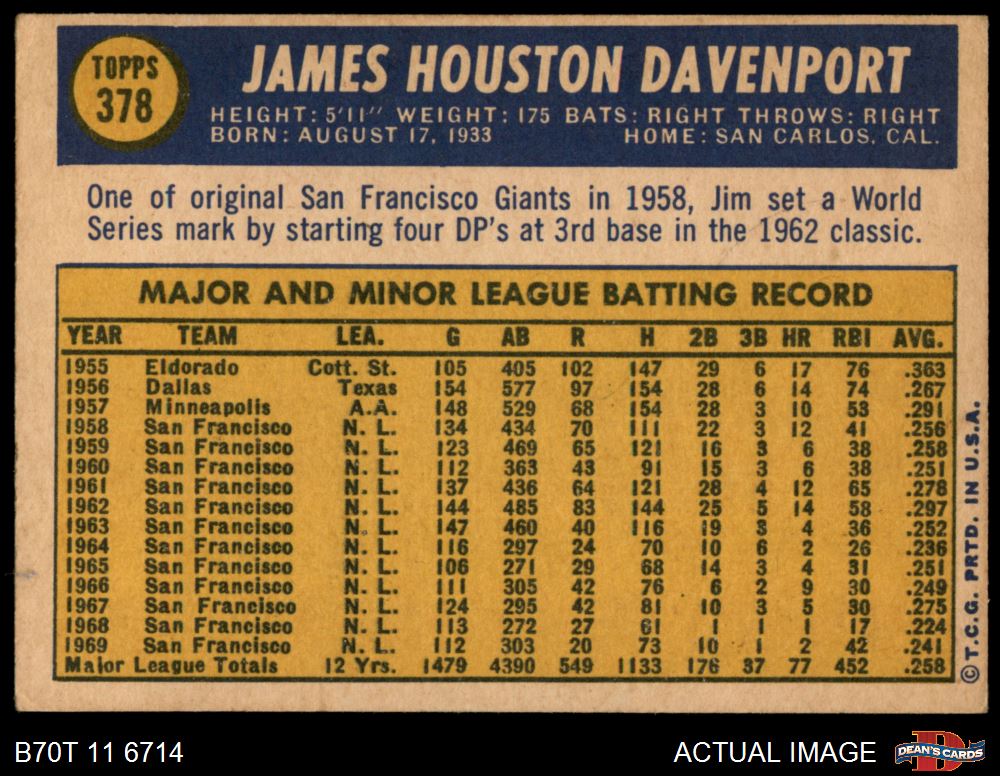 TOPPS
378
JAMES HOUSTON DAVENPORT
HEIGHT: 5'11" WEIGHT: 175 BATS: RIGHT THROWS: RIGHT
BORN: AUGUST 17, 1933 HOME: SAN CARLOS, CAL.
One of original San Francisco Giants in 1958, Jim set a World
Series mark by starting four DP's at 3rd base in the 1962 classic.
MAJOR AND MINOR LEAGUE BATTING RECORD
YEAR TEAM LEA. G AB R H 2B 3B HR RBI AVG.
1955 Eldorado Cott. St. 105 405 102 147 29 6 17 76 .363
1956 Dallas Texas 154 577 97 154 28 6 14 74 .267
1957 Minneapolis A.A. 148 529 68 154 28 3 10 53 .291
1958 San Francisco N. L. 134 434 70 111 22 3 12 41 .256
1959 San Francisco N. L. 123 469 65 121 16 3 6 38 .258
1960 San Francisco N. L. 112 363 43 91 15 3 6 38 .251
1961 San Francisco N. L. 137 436 64 121 28 4 12 65 .278
1962 San Francisco N. L. 144 485 83 144 25 5 14 58 .297
1963 San Francisco N. L. 147 460 40 116 19 3 4 36 .252
1964 San Francisco N. L. 116 297 24 70 10 6 2 26 .236
1965 San Francisco N. L. 106 271 29 68 14 3 4 31 .251
1966 San Francisco N. L. 111 305 42 76 6 2 9 30 .249
1967 San Francisco N. L. 124 295 42 81 10 3 5 30 .275
1968 San Francisco N. L. 113 272 27 61 1 1 1 17 .224
1969 San Francisco N. L. 112 303 20 73 10 1 2 42 .241
Major League Totals 12 Yrs. 1479 4390 549 1133 176 37 77 452 .258
© T.C.G. PRTD. IN U.S.A.
B70T 11 6714 ACTUAL IMAGE
DEAN'S CARDS